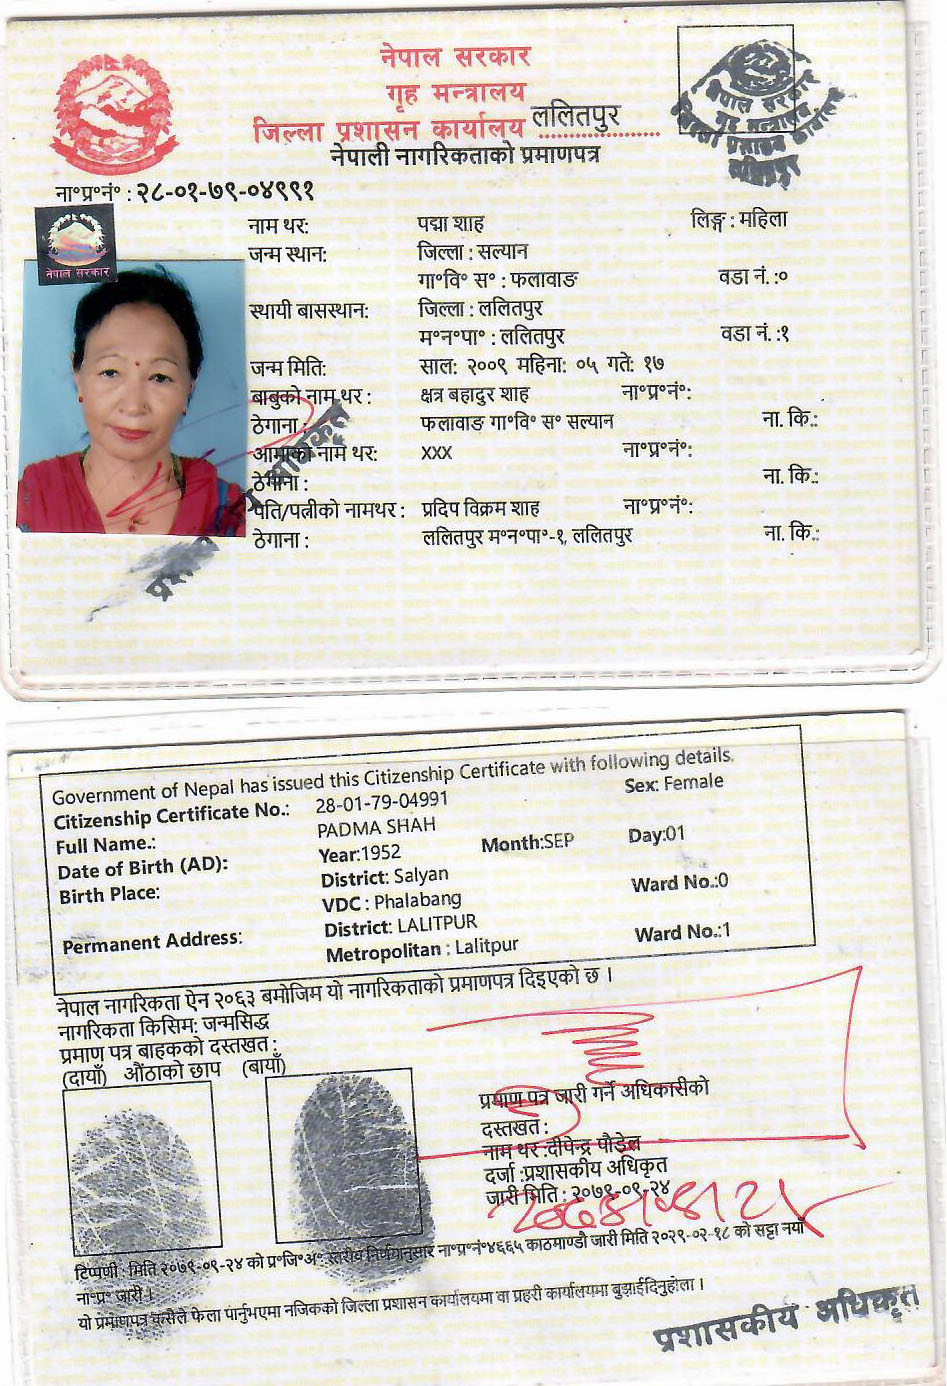 नेपाल सरकार
गृह मन्त्रालय
जिल्ला प्रशासन कार्यालय ललितपुर
नेपाली नागरिकताको प्रमाणपत्र
नेपाल सरकार
गृह मन्त्रालय
जिल्ला प्रशासन कार्यालय
ललितपुर
ना°प्र°नं° : २८-०१-७९-०४९९१
नेपाल सरकार
नाम थर: पद्मा शाह लिङ्ग : महिला
जन्म स्थान: जिल्ला : सल्यान
गा°वि° स° : फलावाङ वडा नं. :०
स्थायी बासस्थान: जिल्ला : ललितपुर
म°न°पा° : ललितपुर वडा नं. :१
जन्म मिति: साल: २००९ महिना: ०५ गते: १७
बाबुको नाम थर : क्षत्र बहादुर शाह ना°प्र°नं°:
ठेगाना : फलावाङ गा°वि° स° सल्यान ना. कि.:
आमाको नाम थर: XXX ना°प्र°नं°:
ठेगाना : ना. कि.:
पति/पत्नीको नामथर : प्रदिप विक्रम शाह ना°प्र°नं°:
ठेगाना : ललितपुर म°न°पा°-१, ललितपुर ना. कि.:
Government of Nepal has issued this Citizenship Certificate with following details.
Citizenship Certificate No.: 28-01-79-04991 Sex: Female
Full Name.: PADMA SHAH
Date of Birth (AD): Year:1952 Month:SEP Day:01
Birth Place: District: Salyan
VDC : Phalabang Ward No.:0
Permanent Address: District: LALITPUR
Metropolitan : Lalitpur Ward No.:1
नेपाल नागरिकता ऐन २०६३ बमोजिम यो नागरिकताको प्रमाणपत्र दिइएको छ ।
नागरिकता किसिम: जन्मसिद्ध
प्रमाण पत्र बाहकको दस्तखत :
(दायाँ) औंठाको छाप (बायाँ)
प्रमाण पत्र जारी गर्ने अधिकारीको
दस्तखत :
नाम थर :दीपेन्द्र पौडेल
दर्जा :प्रशासकीय अधिकृत
जारी मिति : २०७९-०९-२४
टिप्पणी : मिति २०७९-०९-२४ को प्र°जि°अ° स्तरीय निर्णयानुसार ना°प्र°नं°४६६५ काठमाण्डौ जारी मिति २०२९-०२-१८ को सट्टा नयाँ
ना°प्र° जारी ।
यो प्रमाणपत्र कसैले फेला पार्नुभएमा नजिकको जिल्ला प्रशासन कार्यालयमा वा प्रहरी कार्यालयमा बुझाईदिनुहोला ।
प्रशासकीय अधिकृत